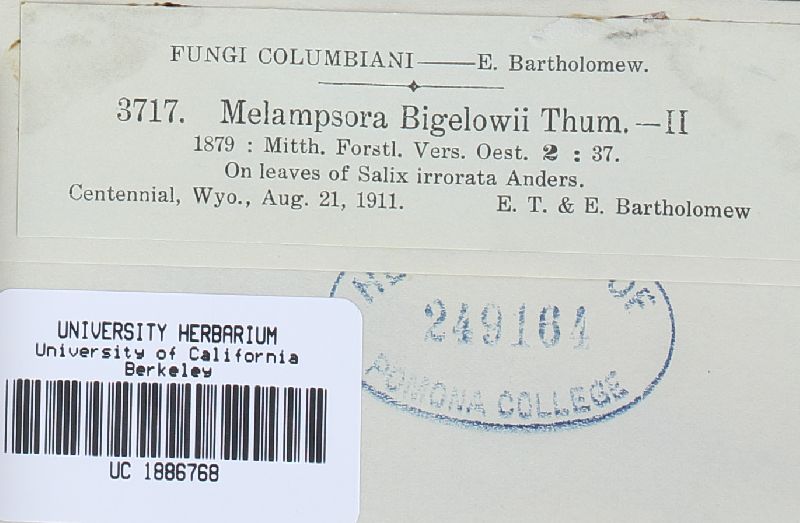 FUNGI COLUMBIANI——E. Bartholomew.
3717. Melampsora Bigelowii Thum.—II
1879 : Mitth. Forstl. Vers. Oest. 2 : 37.
On leaves of Salix irrorata Anders.
Centennial, Wyo., Aug. 21, 1911. E. T. & E. Bartholomew
249164
POMONA COLLEGE
UNIVERSITY HERBARIUM
University of California
Berkeley
UC 1886768